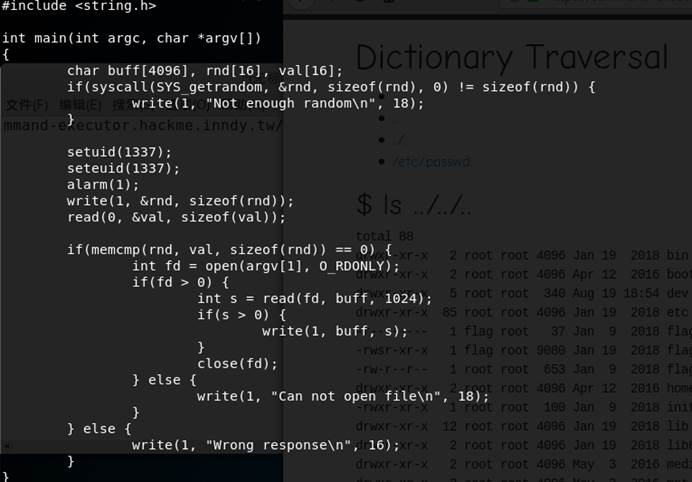 #include <string.h>
int main(int argc, char *argv[])
{
char buff[4096], rnd[16], val[16];
if(syscall(SYS_getrandom, &rnd, sizeof(rnd), 0) != sizeof(rnd)) {
write(1, "Not enough random\n", 18);
}
setuid(1337);
seteuid(1337);
alarm(1);
write(1, &rnd, sizeof(rnd));
read(0, &val, sizeof(val));
if(memcmp(rnd, val, sizeof(rnd)) == 0) {
int fd = open(argv[1], O_RDONLY);
if(fd > 0) {
int s = read(fd, buff, 1024);
if(s > 0) {
write(1, buff, s);
}
close(fd);
} else {
write(1, "Can not open file\n", 18);
}
} else {
write(1, "Wrong response\n", 16);
}
}
文件(F) 编辑(E)
mmand-executor.hackme.inndy.tw/
Dictionary Traversal
.
../
/etc/passwd
$ ls ../../..
total 88
drwxr-xr-x 2 root root 4096 Jan 19 2018 bin
drwxr-xr-x 2 root root 4096 Apr 12 2016 boo
drwxr-xr-x 5 root root 340 Aug 19 18:54 dev
drwxr-xr-x 85 root root 4096 Jan 19 2018 etc
1 flag root 37 Jan 9 2018 fla
-rwsr-xr-x 1 flag root 9080 Jan 19 2018 fla
-rw-r--r-- 1 root root 653 Jan 9 2018 fla
drwxr-xr-x 2 root root 4096 Apr 12 2016 hom
-rwxr-xr-x 1 root root 100 Jan 9 2018 ini
drwxr-xr-x 12 root root 4096 Jan 19 2018 lib
drwxr-xr-x 2 root root 4096 Jan 19 2018 lib
drwxr-xr-x 2 root root 4096 May 3 2016 med